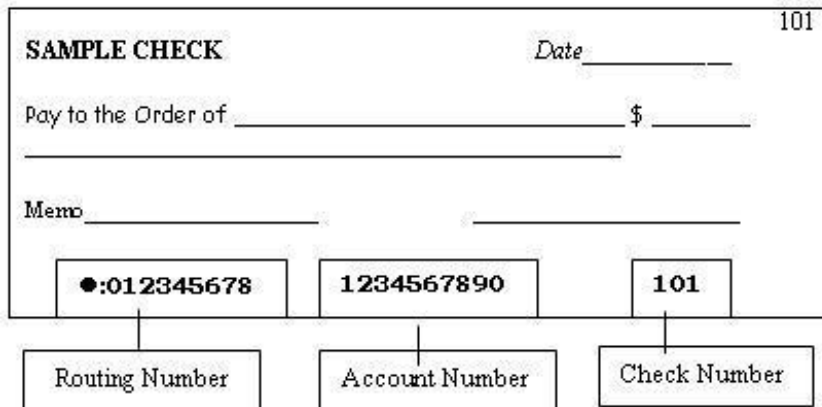 101
SAMPLE CHECK Date
Pay to the Order of $
Memo
●:012345678 1234567890 101
Routing Number Account Number Check Number